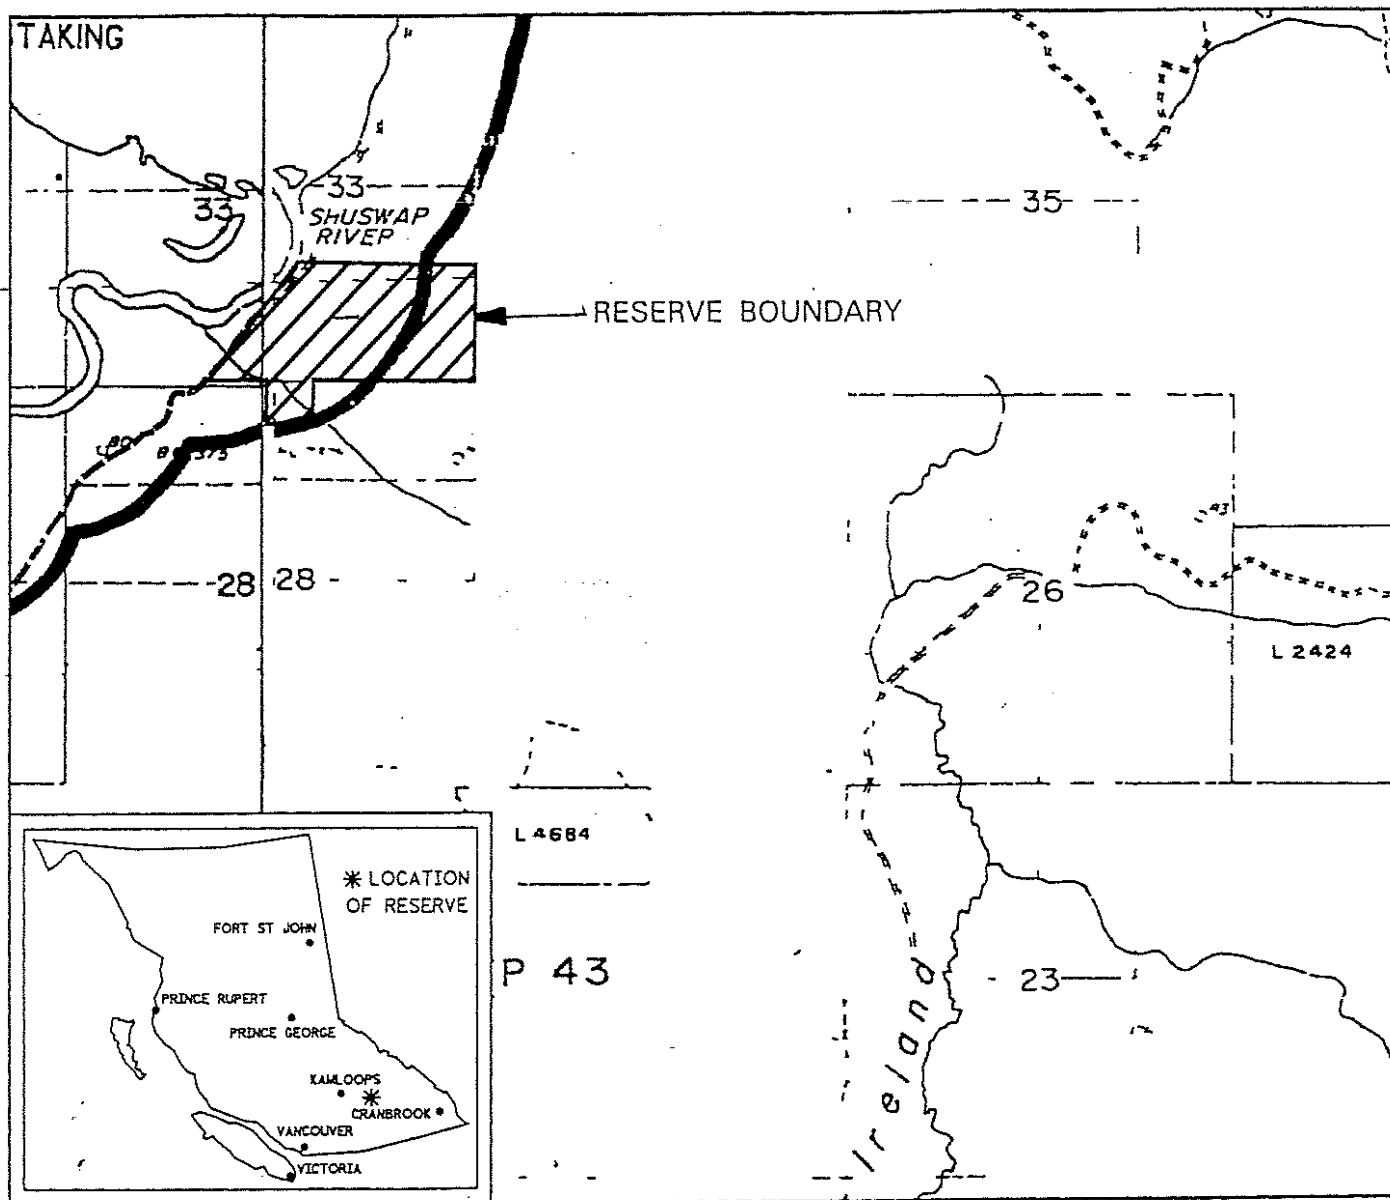 TAKING
33
33
SHUSWAP
RIVER
35
RESERVE BOUNDARY
28
28
26
L 2424
L 4684
P 43
23
Ireland
* LOCATION
OF RESERVE
FORT ST JOHN
PRINCE RUPERT
PRINCE GEORGE
KAMLOOPS
CRANBROOK
VANCOUVER
VICTORIA